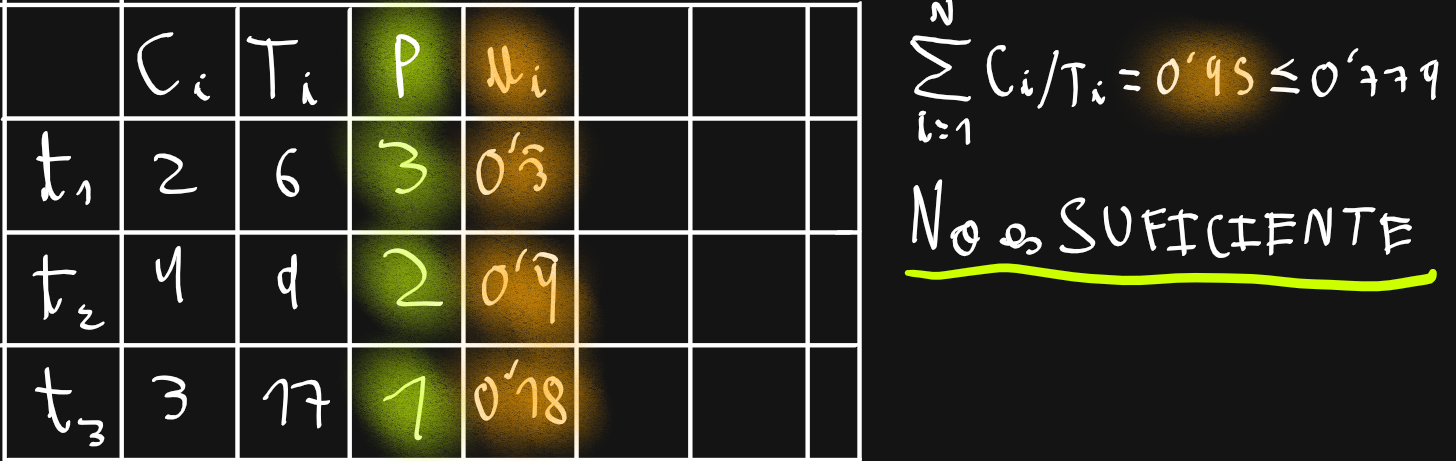 C_i T_i P U_i
t_1 2 6 3 0'3̂
t_2 4 9 2 0'4̂
t_3 3 17 1 0'18
N
∑ C_i/T_i = 0'95 ≤ 0'779
i=1
No es SUFICIENTE